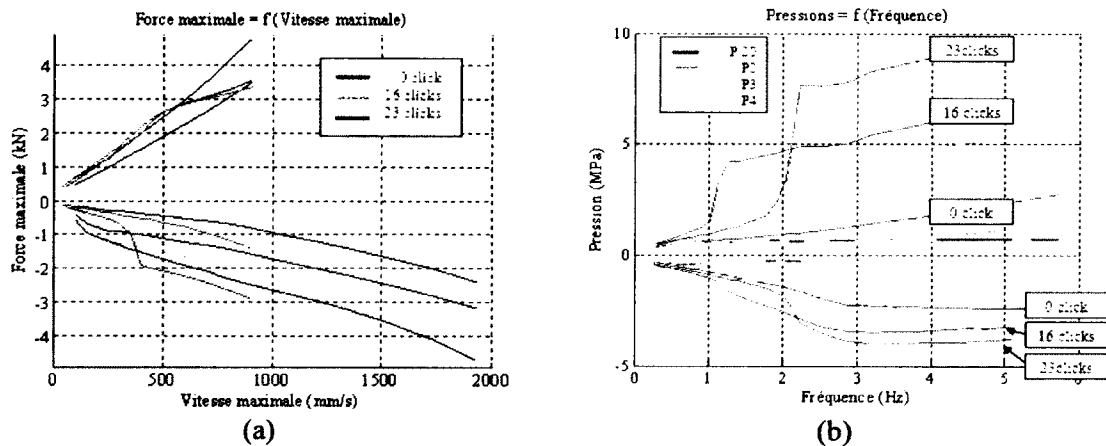 Force maximale = f (Vitesse maximale)
4
3
2
1
0
-1
-2
-3
-4
0
500
1000
1500
2000
Force maximale (kN)
Vitesse maximale (mm/s)
0 click
16 clicks
23 clicks
(a)
Pressions = f (Fréquence)
10
5
0
-5
0
1
2
3
4
5
Pression (MPa)
Fréquence (Hz)
P2
P3
P4
23clicks
16 clicks
0 click
0 click
16 clicks
23clicks
(b)